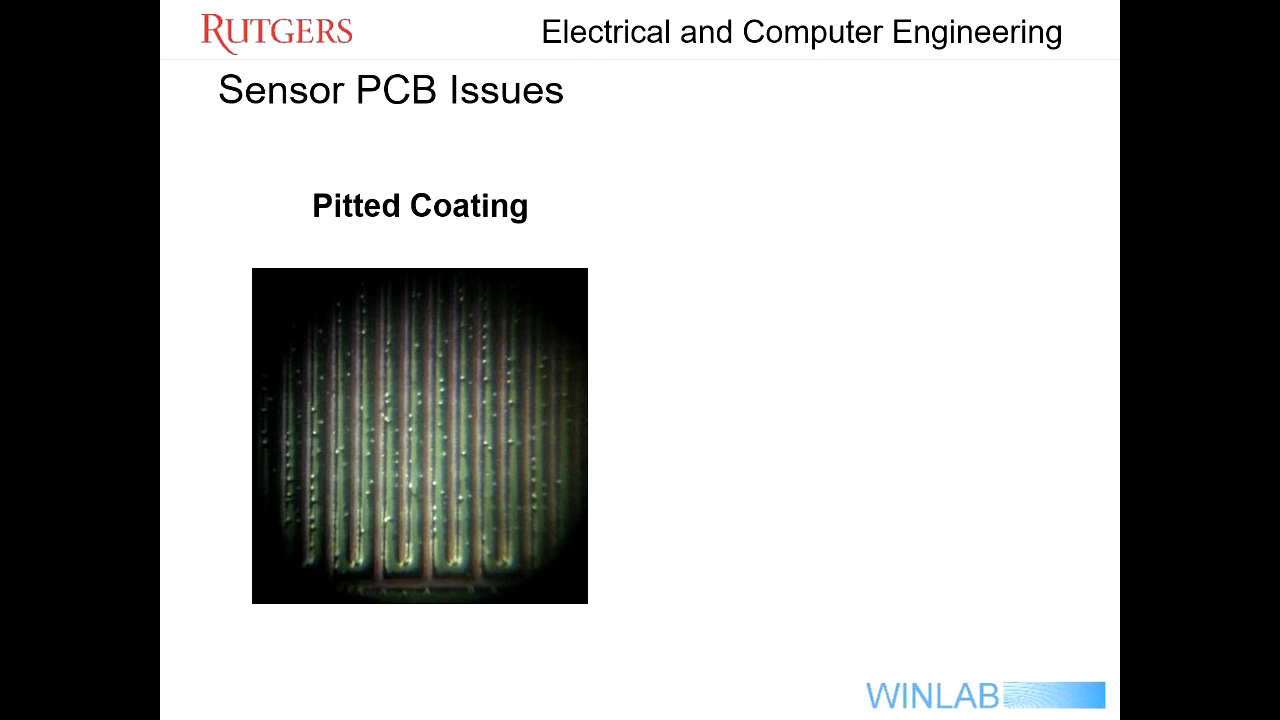 RUTGERS
Electrical and Computer Engineering
Sensor PCB Issues
Pitted Coating
WINLAB